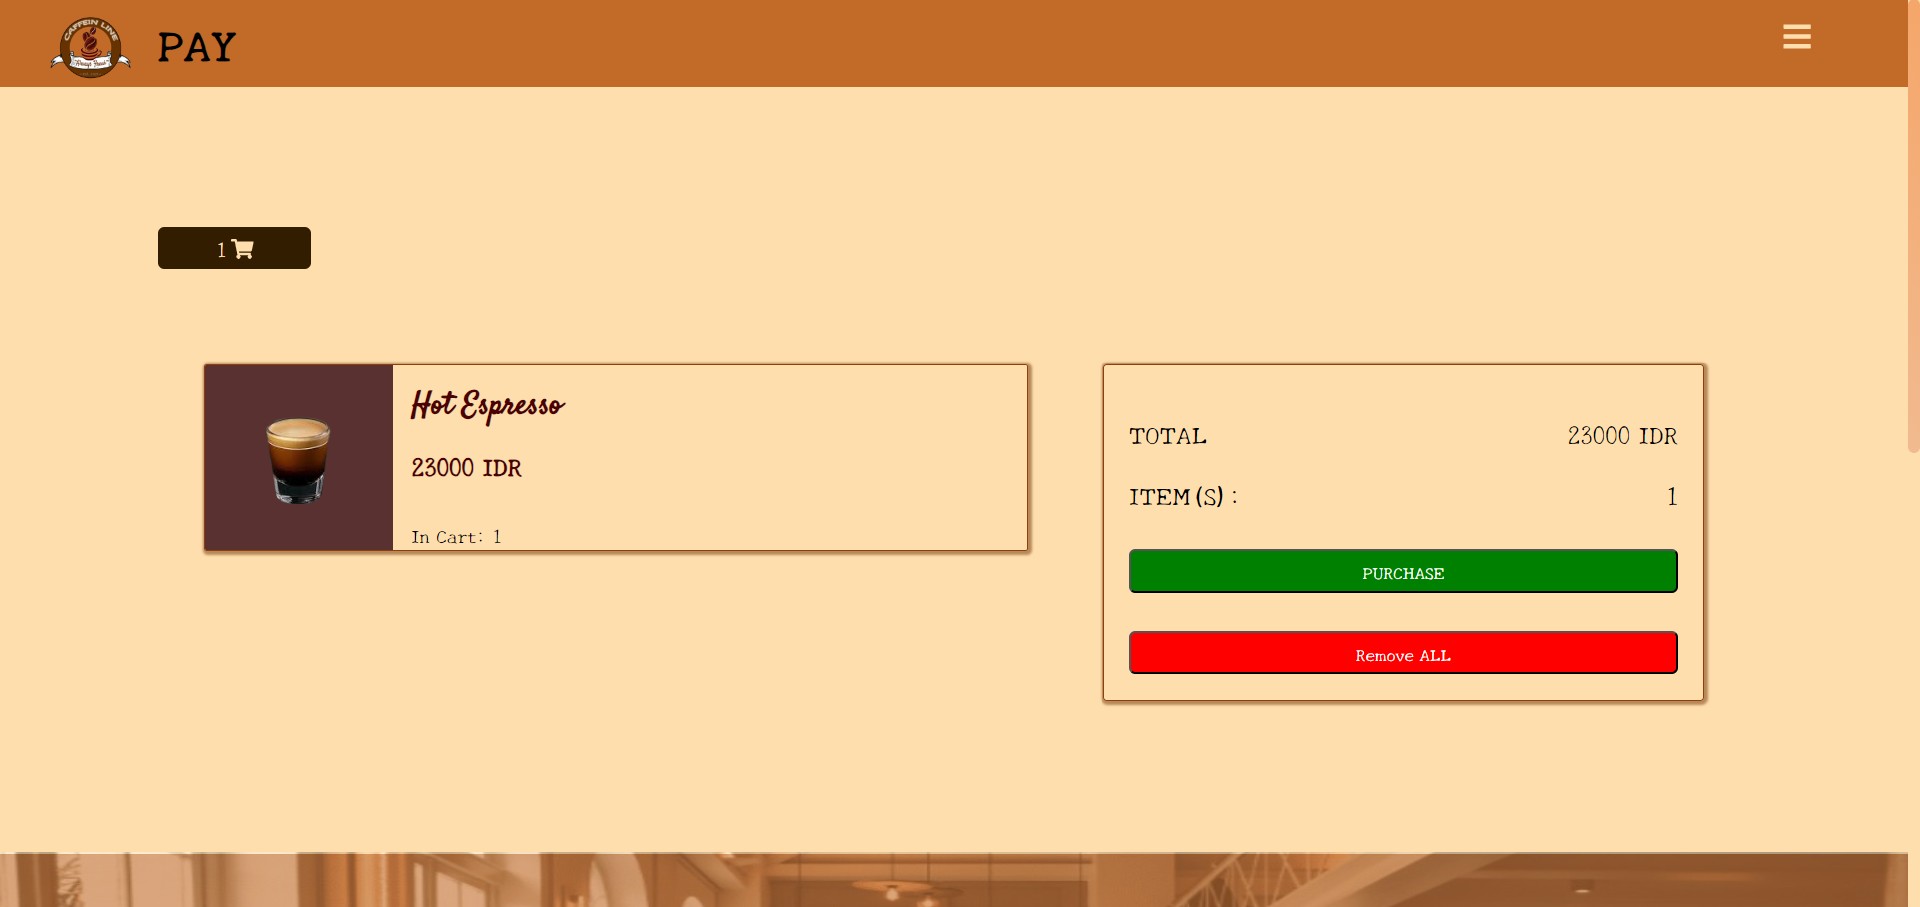 CAFFEIN LINE
PAY
1
Hot Espresso
23000 IDR
In Cart: 1
TOTAL 23000 IDR
ITEM(S) : 1
PURCHASE
Remove ALL